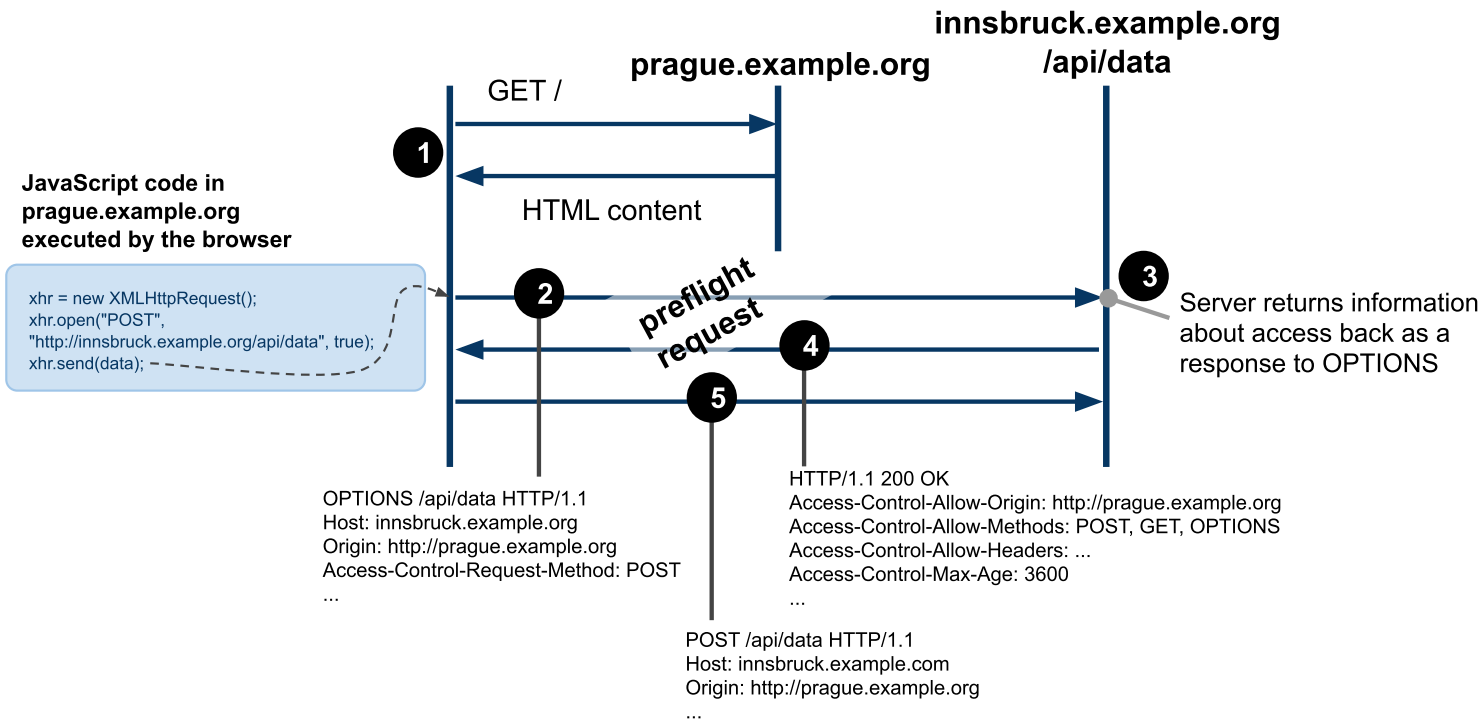 innsbruck.example.org
/api/data
prague.example.org
GET /
1
HTML content
JavaScript code in
prague.example.org
executed by the browser
xhr = new XMLHttpRequest();
xhr.open("POST",
"http://innsbruck.example.org/api/data", true);
xhr.send(data);
2
preflight
request
3
Server returns information
about access back as a
response to OPTIONS
4
5
OPTIONS /api/data HTTP/1.1
Host: innsbruck.example.org
Origin: http://prague.example.org
Access-Control-Request-Method: POST
...
HTTP/1.1 200 OK
Access-Control-Allow-Origin: http://prague.example.org
Access-Control-Allow-Methods: POST, GET, OPTIONS
Access-Control-Allow-Headers: ...
Access-Control-Max-Age: 3600
...
POST /api/data HTTP/1.1
Host: innsbruck.example.com
Origin: http://prague.example.org
...